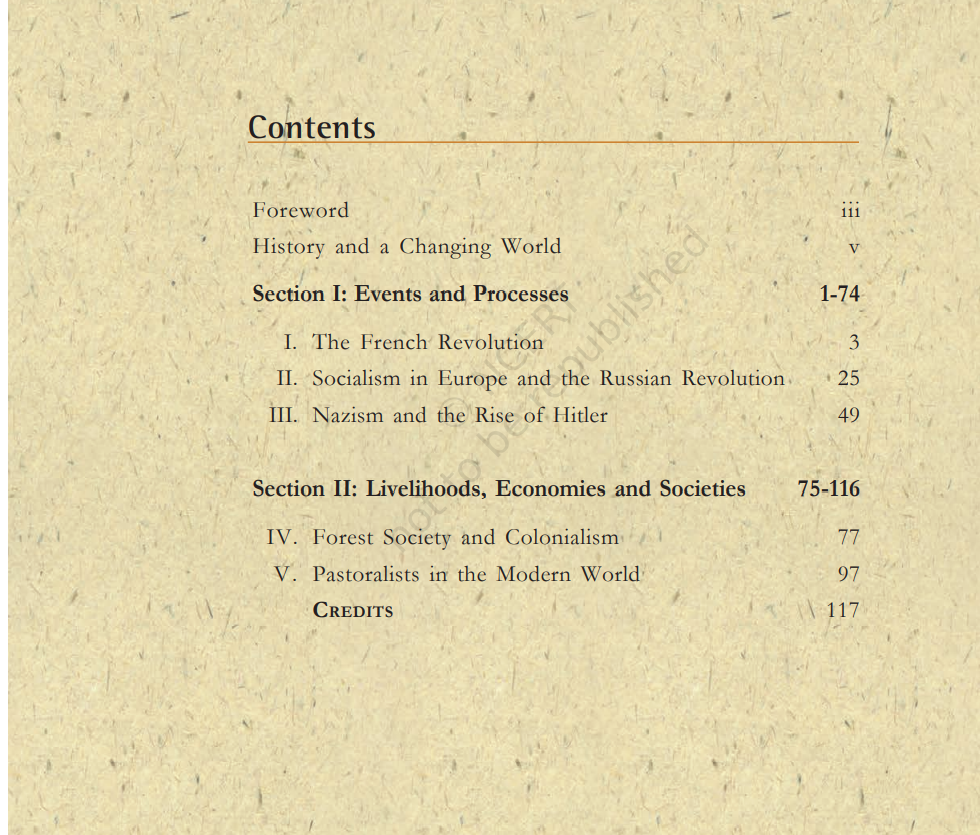 Contents
Foreword iii
History and a Changing World v
Section I: Events and Processes 1-74
I. The French Revolution 3
II. Socialism in Europe and the Russian Revolution 25
III. Nazism and the Rise of Hitler 49
Section II: Livelihoods, Economies and Societies 75-116
IV. Forest Society and Colonialism 77
V. Pastoralists in the Modern World 97
CREDITS 117
© NCERT
not to be republished